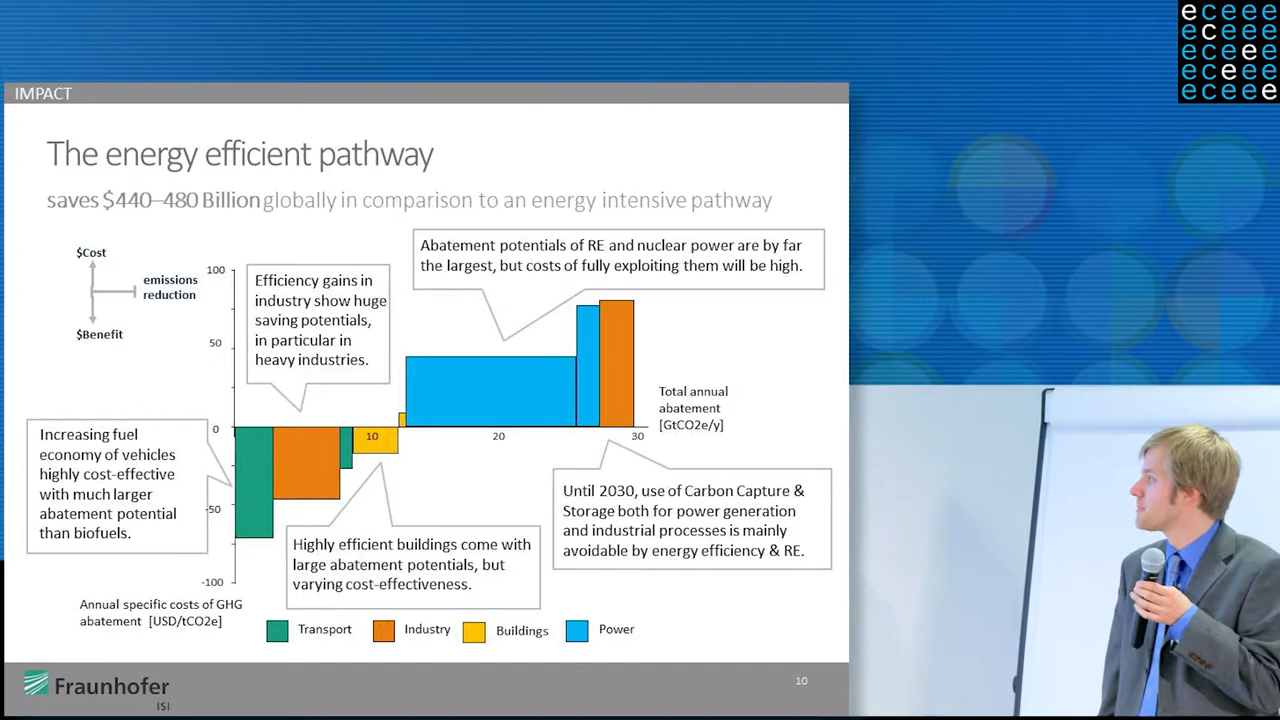 eceee
eceee
eceee
eceee
eceee
IMPACT
The energy efficient pathway
saves $440–480 Billion globally in comparison to an energy intensive pathway
$Cost
emissions
reduction
$Benefit
Abatement potentials of RE and nuclear power are by far
the largest, but costs of fully exploiting them will be high.
Efficiency gains in
industry show huge
saving potentials,
in particular in
heavy industries.
100
50
0
-50
-100
10
20
30
Total annual
abatement
[GtCO2e/y]
Increasing fuel
economy of vehicles
highly cost-effective
with much larger
abatement potential
than biofuels.
Highly efficient buildings come with
large abatement potentials, but
varying cost-effectiveness.
Until 2030, use of Carbon Capture &
Storage both for power generation
and industrial processes is mainly
avoidable by energy efficiency & RE.
Annual specific costs of GHG
abatement [USD/tCO2e]
Transport
Industry
Buildings
Power
Fraunhofer
ISI
10